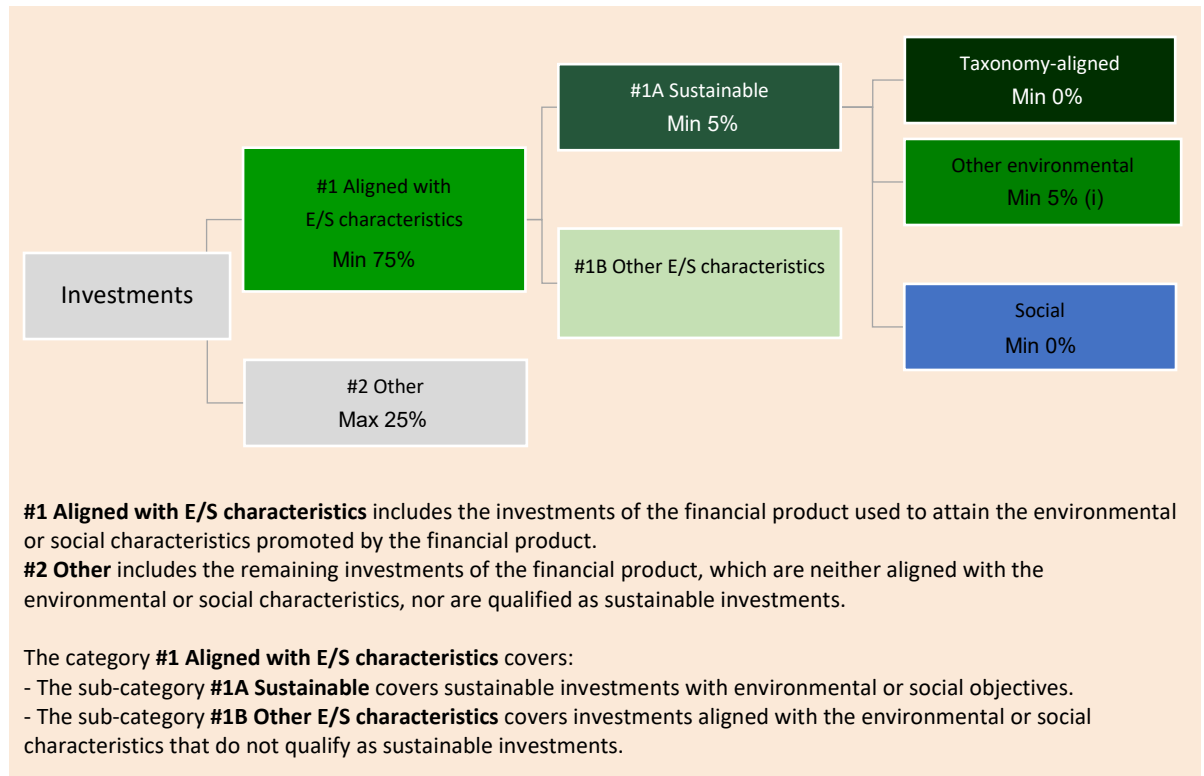 Investments
#1 Aligned with
E/S characteristics
Min 75%
#2 Other
Max 25%
#1A Sustainable
Min 5%
#1B Other E/S characteristics
Taxonomy-aligned
Min 0%
Other environmental
Min 5% (i)
Social
Min 0%
#1 Aligned with E/S characteristics includes the investments of the financial product used to attain the environmental
or social characteristics promoted by the financial product.
#2 Other includes the remaining investments of the financial product, which are neither aligned with the
environmental or social characteristics, nor are qualified as sustainable investments.
The category #1 Aligned with E/S characteristics covers:
- The sub-category #1A Sustainable covers sustainable investments with environmental or social objectives.
- The sub-category #1B Other E/S characteristics covers investments aligned with the environmental or social
characteristics that do not qualify as sustainable investments.